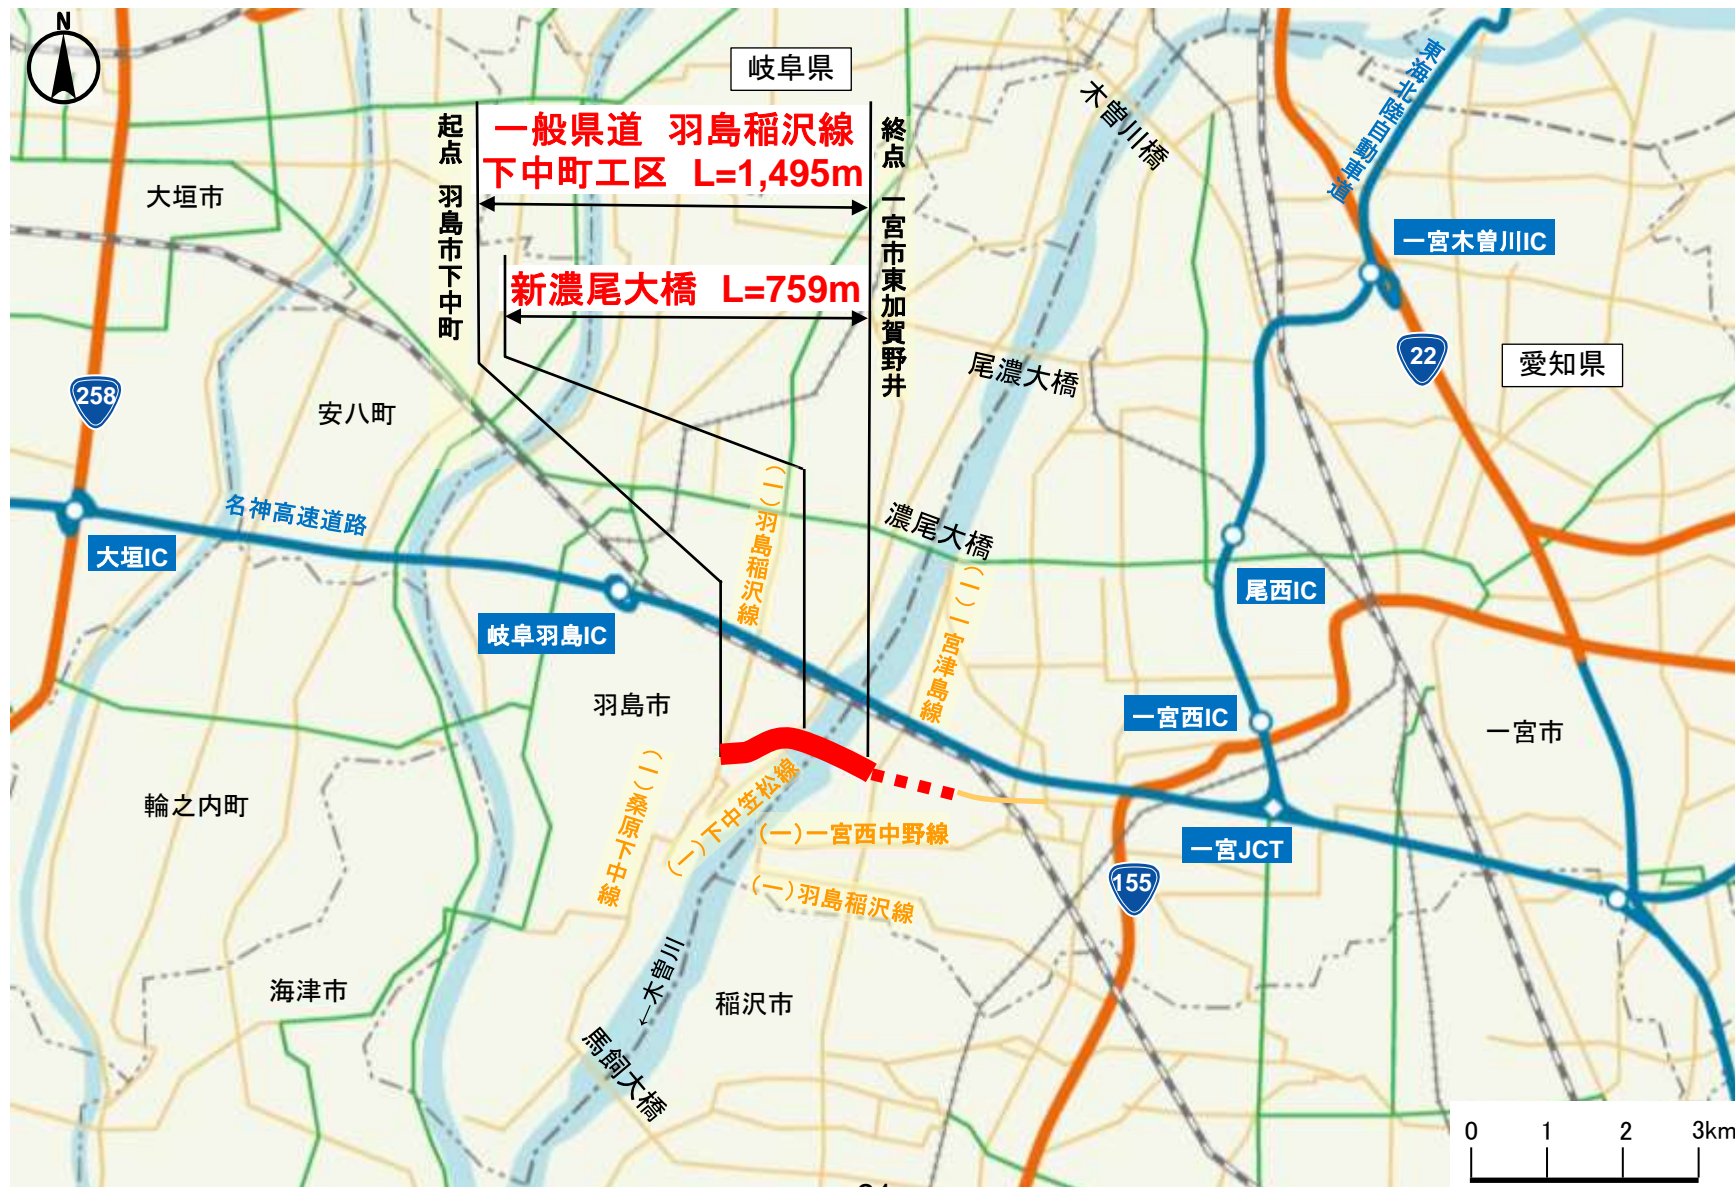 N
岐阜県
一般県道 羽島稲沢線
下中町工区 L=1,495m
起点 羽島市下中町
終点 一宮市東加賀野井
新濃尾大橋 L=759m
木曽川橋
東海北陸自動車道
大垣市
一宮木曽川IC
22
愛知県
尾濃大橋
258
安八町
名神高速道路
(一)羽島稲沢線
濃尾大橋
大垣IC
(一)一宮津島線
尾西IC
岐阜羽島IC
羽島市
一宮西IC
一宮市
(一)桑原下中線
(一)下中笠松線
輪之内町
(一)一宮西中野線
一宮JCT
155
(一)羽島稲沢線
←木曽川
海津市
稲沢市
馬飼大橋
0 1 2 3km